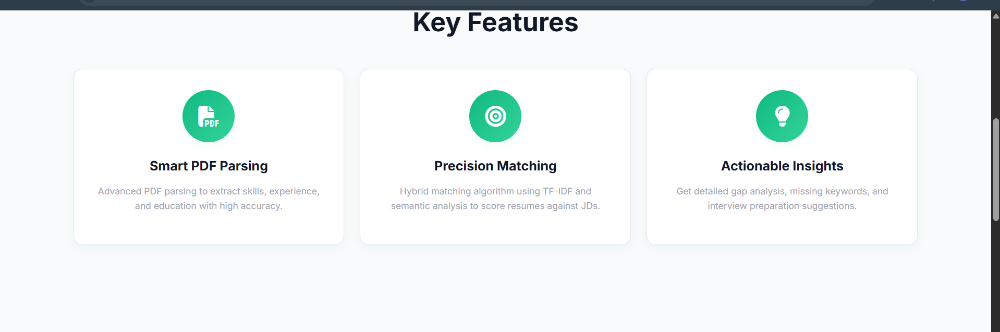 Key Features
PDF
Smart PDF Parsing
Advanced PDF parsing to extract skills, experience,
and education with high accuracy.
Precision Matching
Hybrid matching algorithm using TF-IDF and
semantic analysis to score resumes against JDs.
Actionable Insights
Get detailed gap analysis, missing keywords, and
interview preparation suggestions.